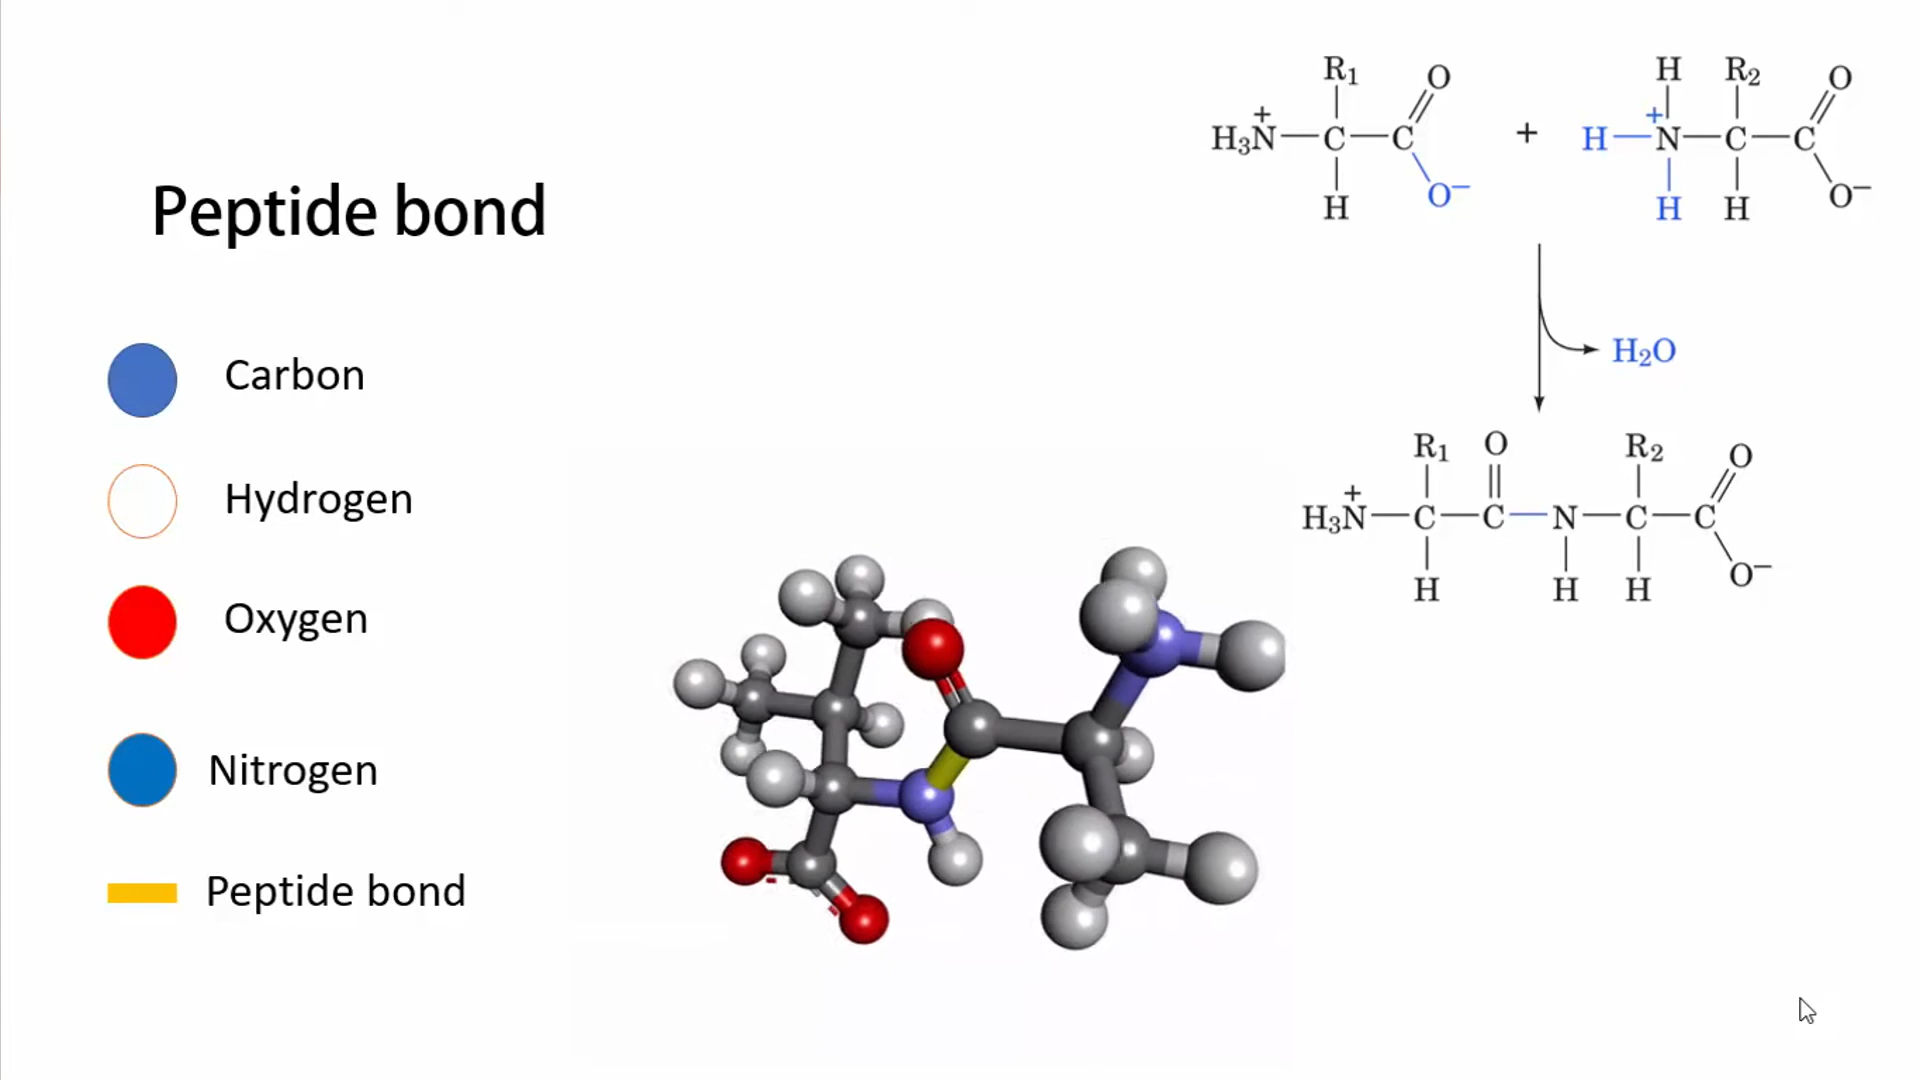 Peptide bond
Carbon
Hydrogen
Oxygen
Nitrogen
Peptide bond
R₁ O H R₂ O
H₃N⁺—C—C + H—N⁺—C—C
H O⁻ H H O⁻
H₂O
R₁ O R₂ O
H₃N⁺—C—C—N—C—C
H H H O⁻